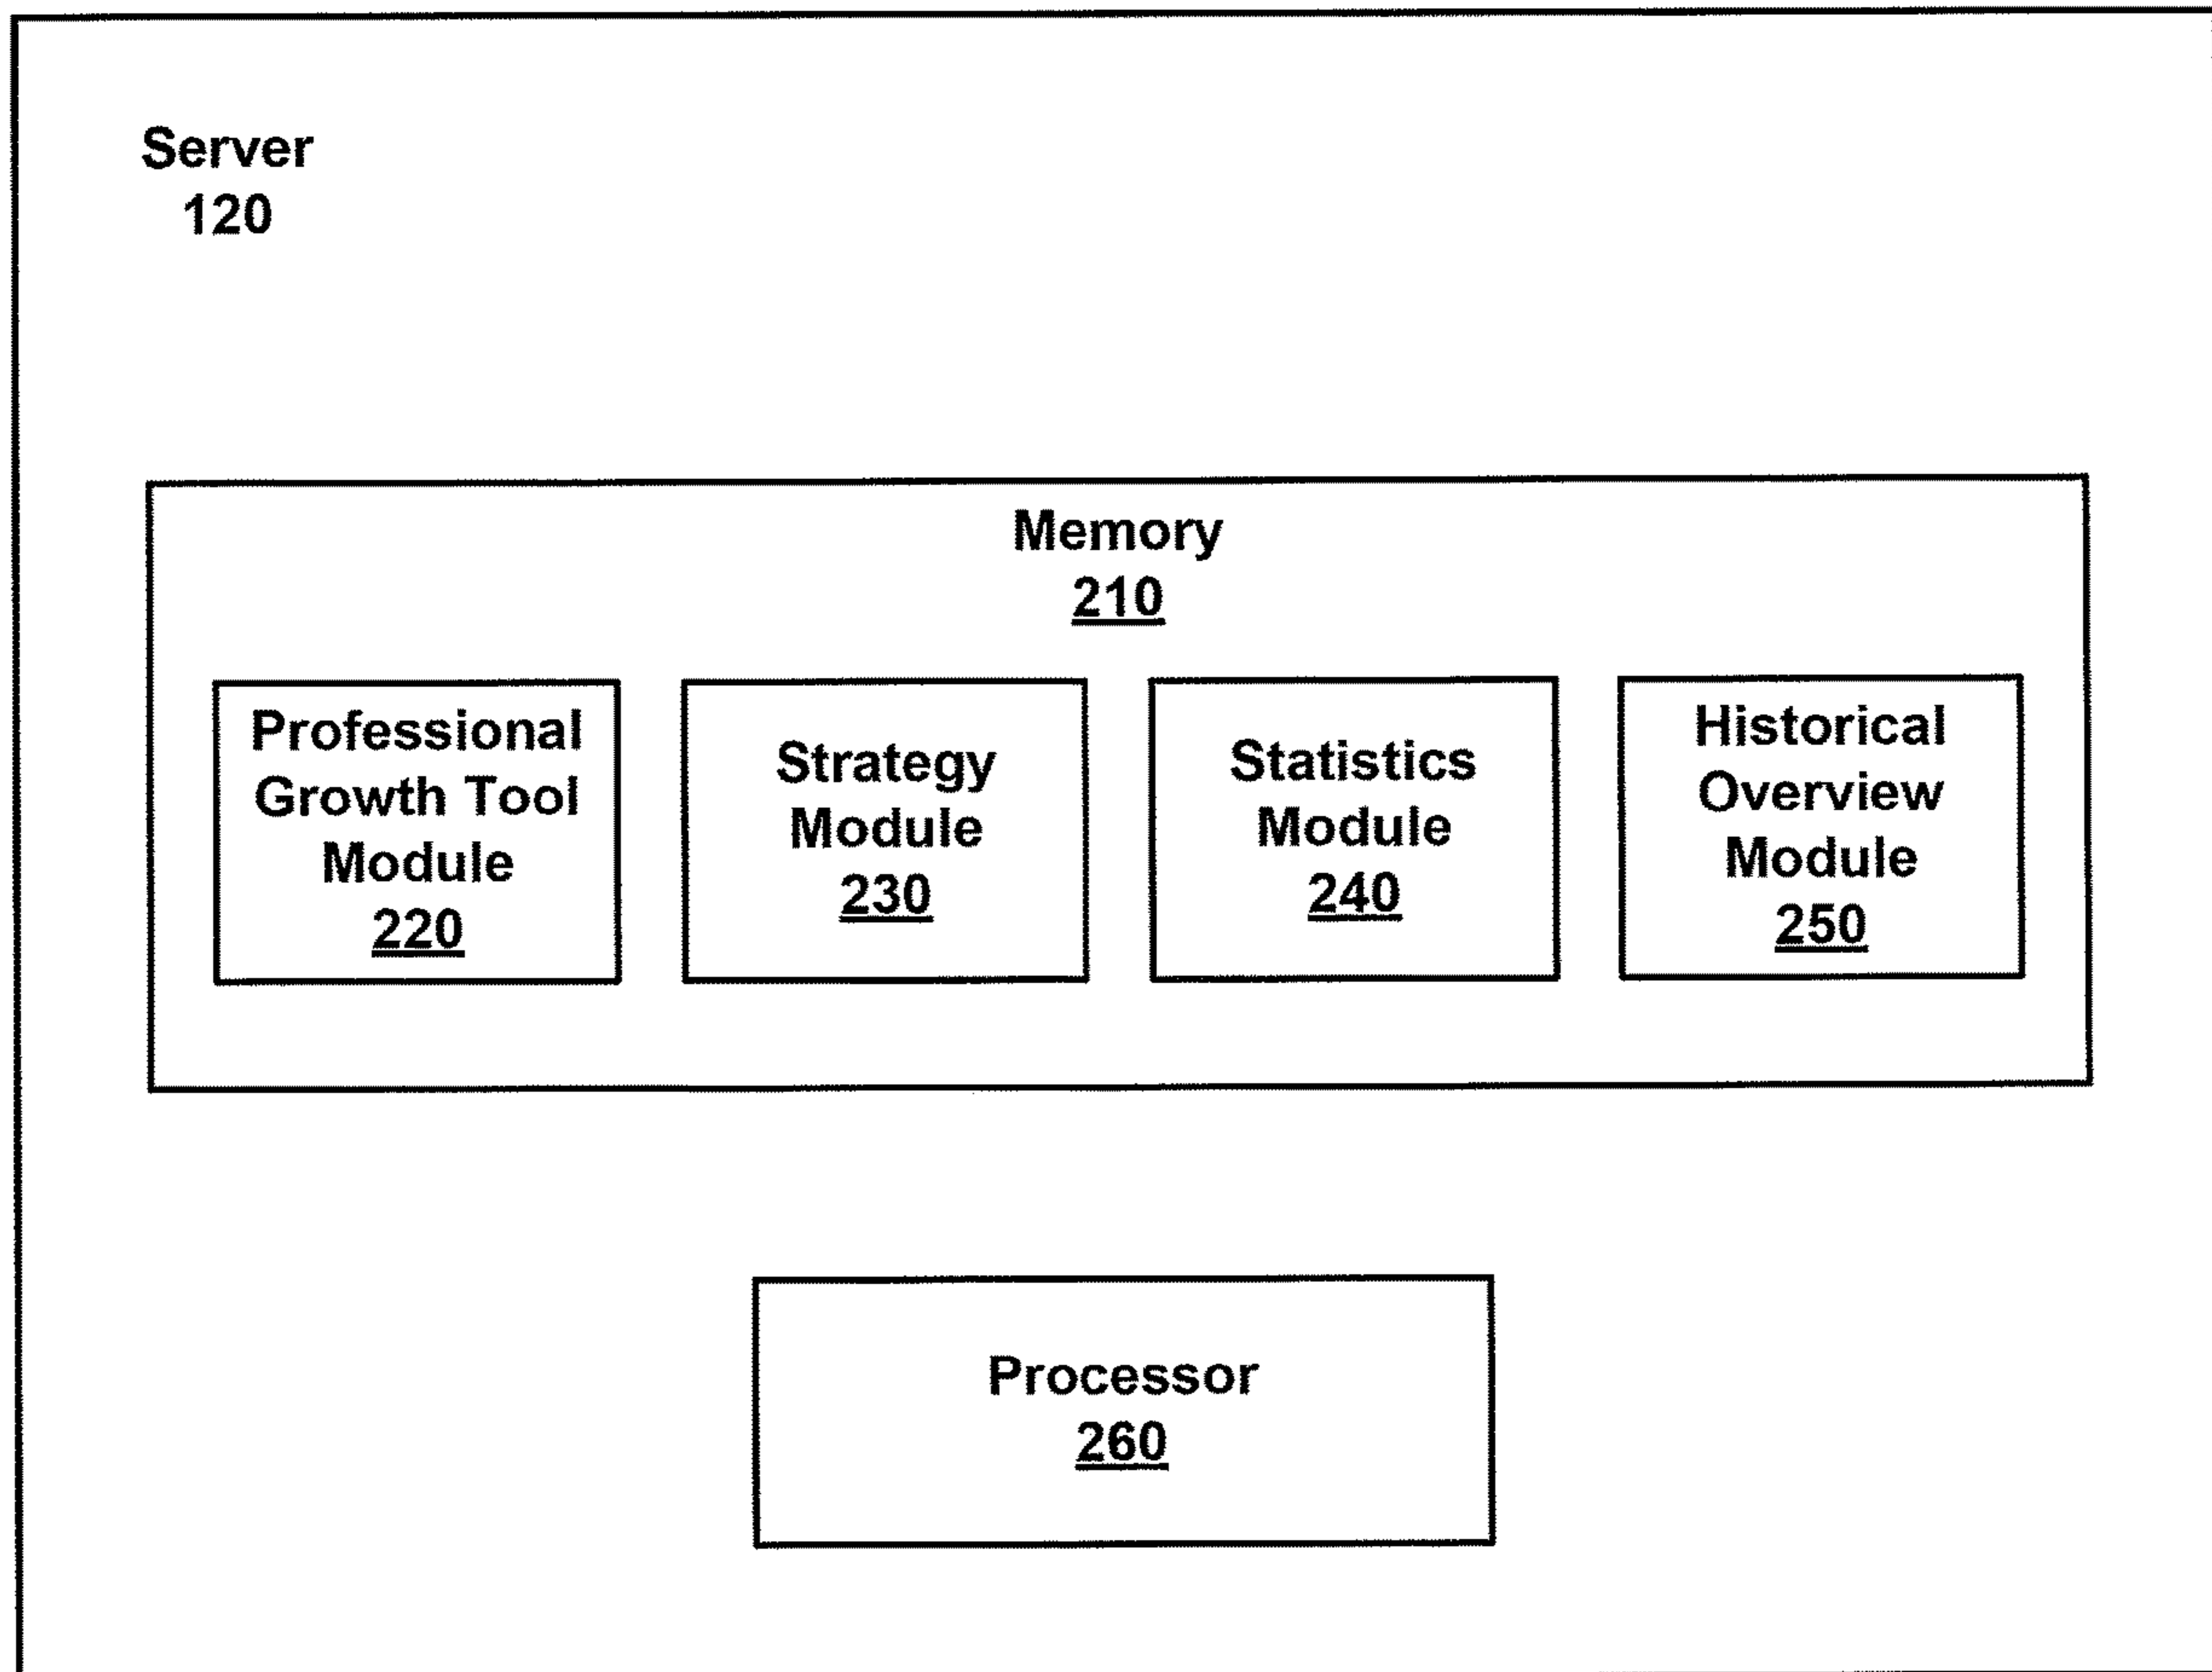 Server
120
Memory
210
Professional
Growth Tool
Module
220
Strategy
Module
230
Statistics
Module
240
Historical
Overview
Module
250
Processor
260